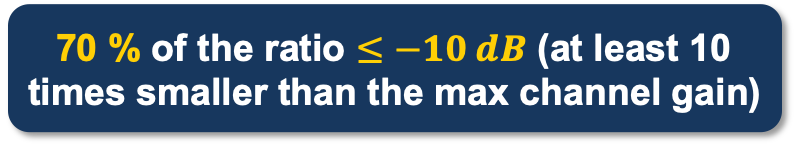 70 % of the ratio ≤ −10 dB (at least 10
times smaller than the max channel gain)